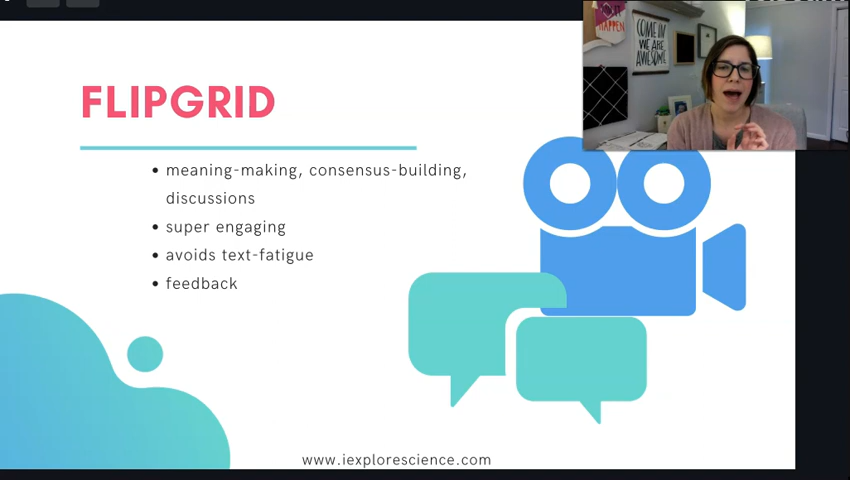 FLIPGRID
meaning-making, consensus-building,
discussions
super engaging
avoids text-fatigue
feedback
www.iexplorescience.com
HAPPEN
COME IN
WE ARE
AWESOME